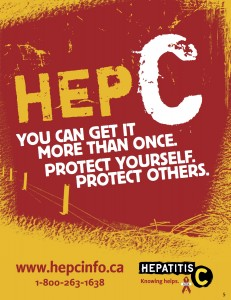 HEP C
YOU CAN GET IT
MORE THAN ONCE.
PROTECT YOURSELF.
PROTECT OTHERS.
www.hepcinfo.ca
1-800-263-1638
HEPATITIS C
Knowing helps.